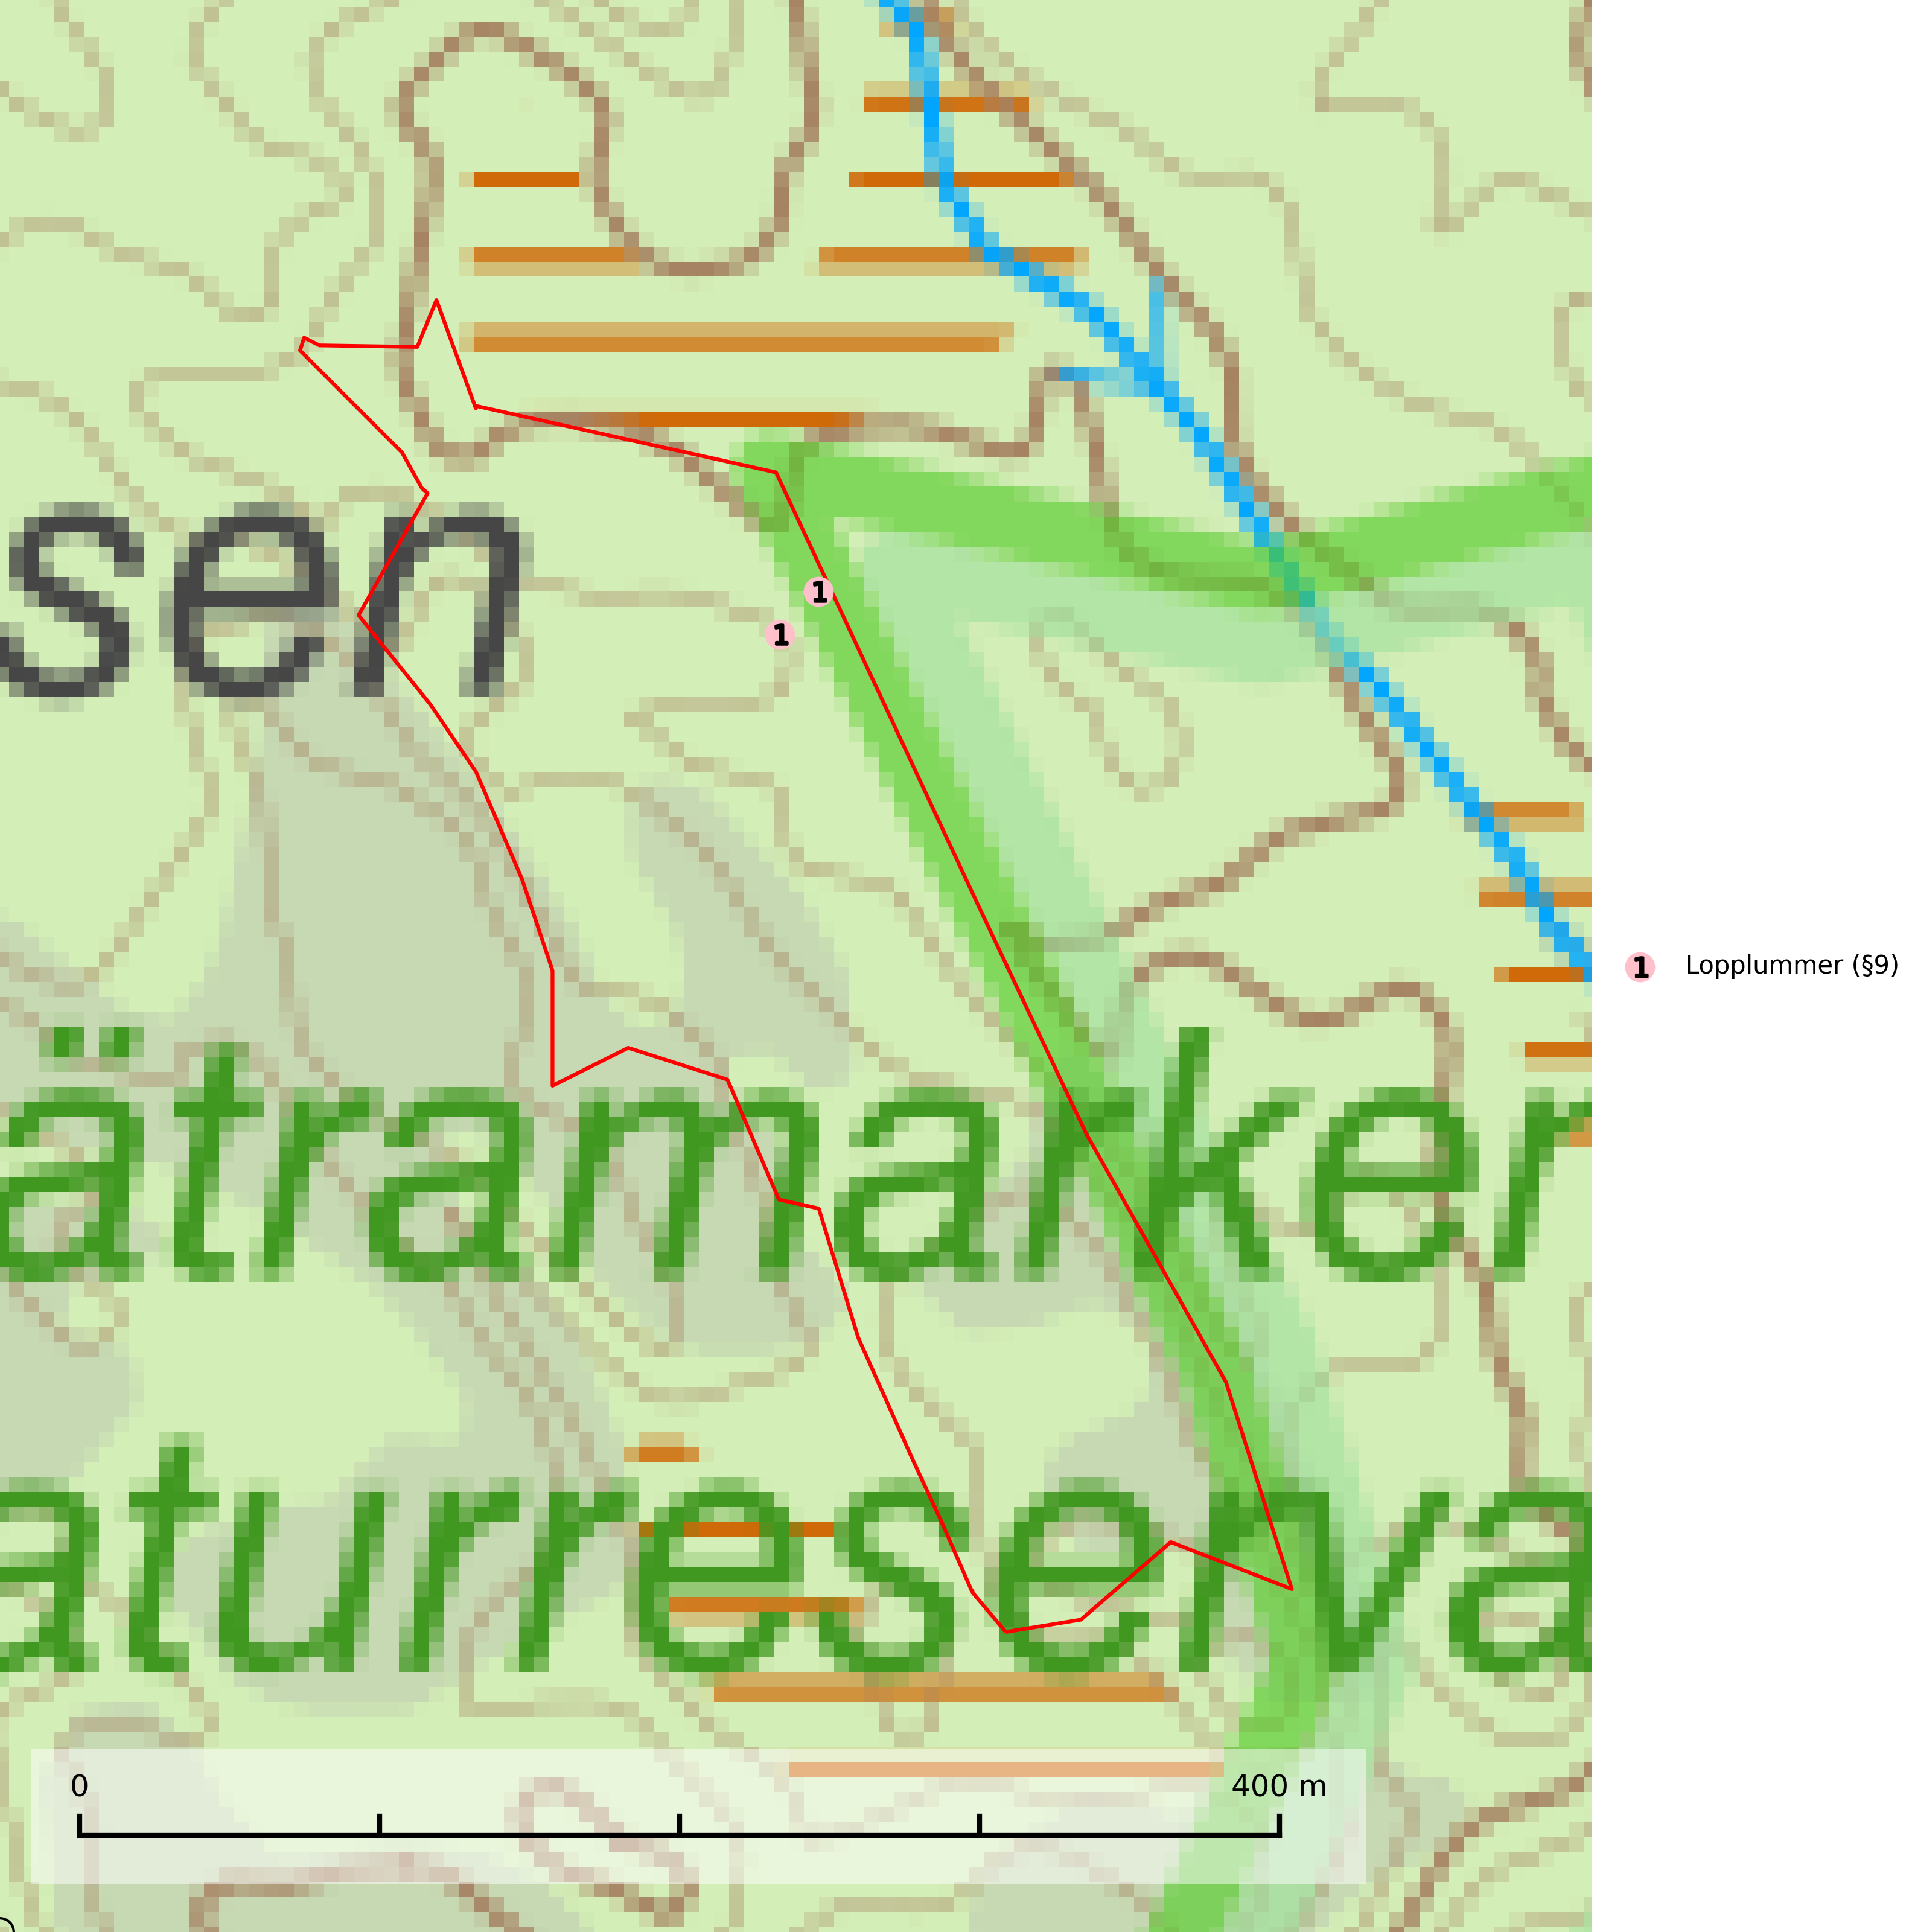 1
1
sen
1 Lopplummer (§9)
ätramarker
aturreserva
0 400 m